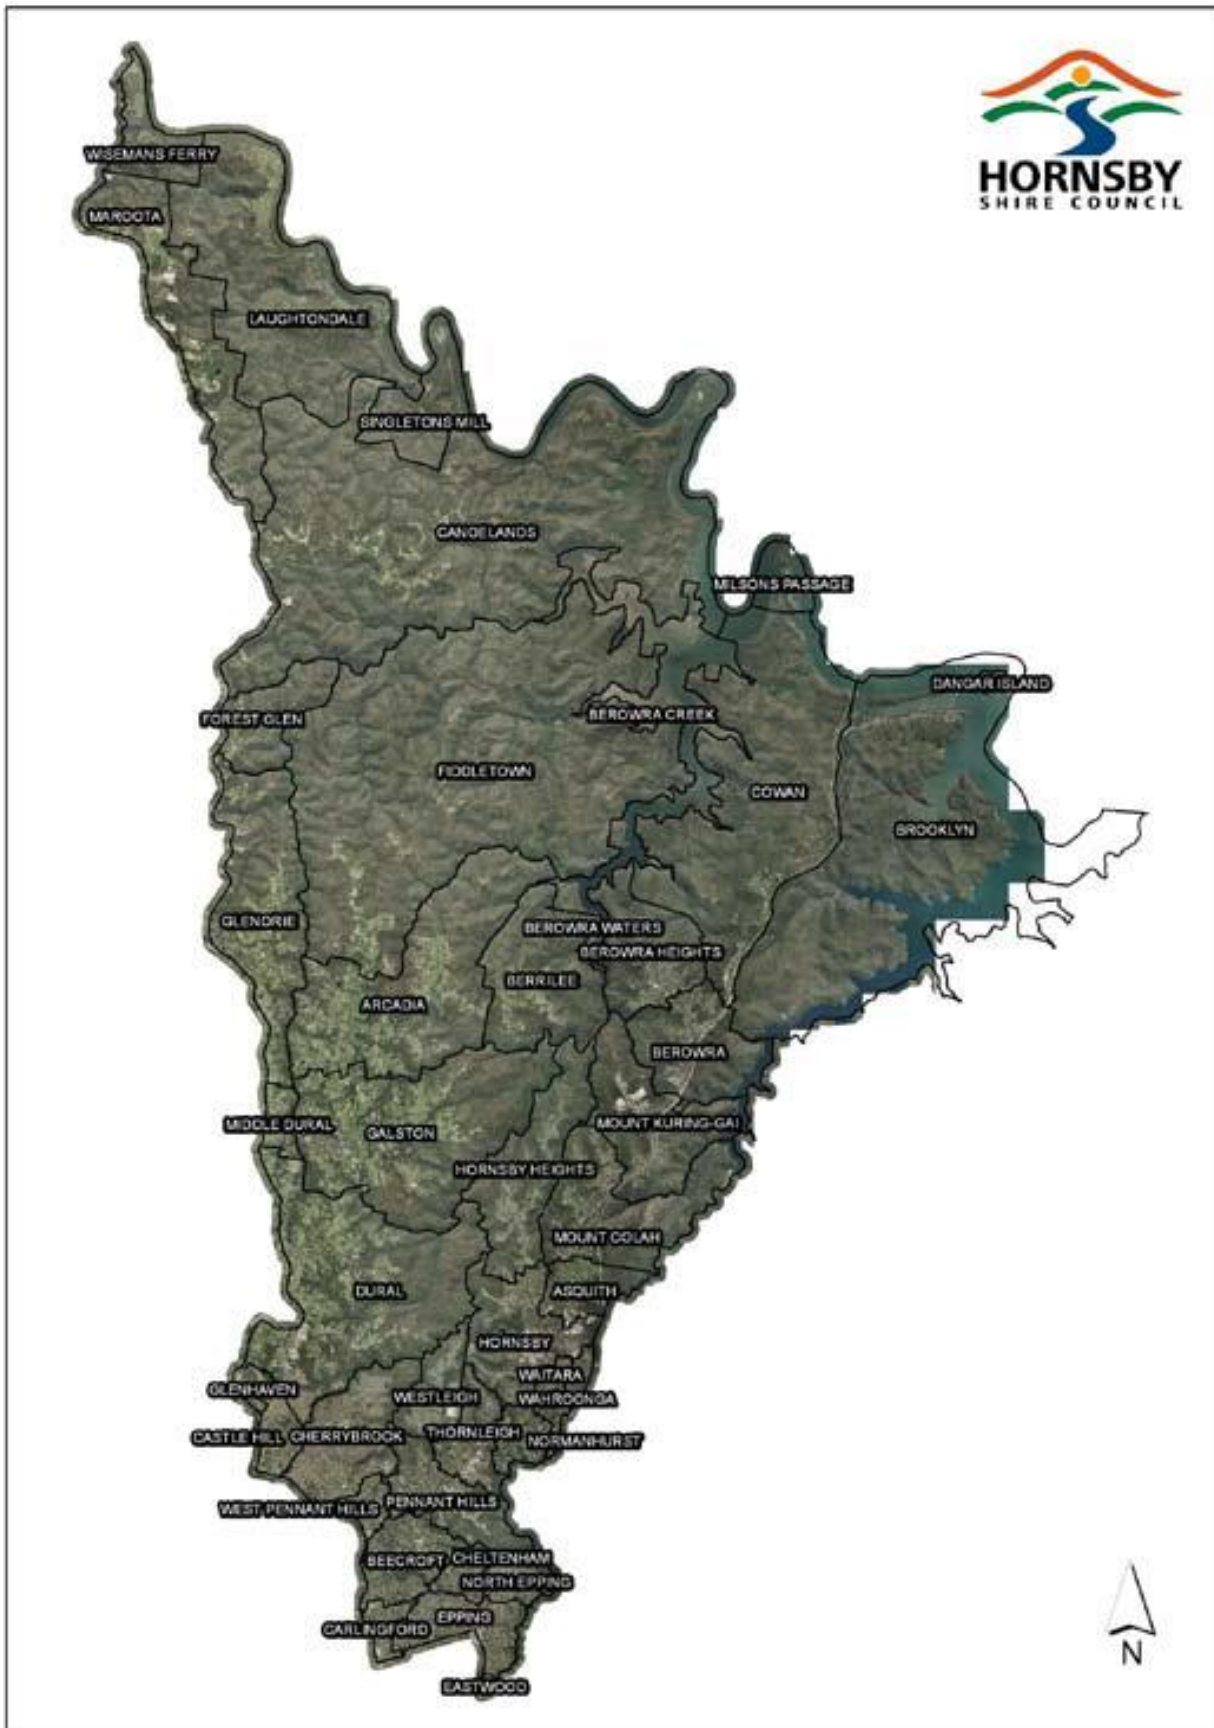 HORNSBY
SHIRE COUNCIL
WISEMANS FERRY
MAROOTA
LAUGHTONDALE
SINGLETONS MILL
CANOELANDS
MILSONS PASSAGE
DANGAR ISLAND
FOREST GLEN
BEROWRA CREEK
FIDDLETOWN
COWAN
BROOKLYN
GLENORIE
BEROWRA WATERS
BEROWRA HEIGHTS
BERRILEE
ARCADIA
BEROWRA
MIDDLE DURAL
GALSTON
MOUNT KURING-GAI
HORNSBY HEIGHTS
MOUNT COLAH
DURAL
ASQUITH
HORNSBY
WAITARA
GLENHAVEN
WESTLEIGH
WAHROONGA
CASTLE HILL
CHERRYBROOK
THORNLEIGH
NORMANHURST
WEST PENNANT HILLS
PENNANT HILLS
BEECROFT
CHELTENHAM
NORTH EPPING
EPPING
CARLINGFORD
EASTWOOD
N